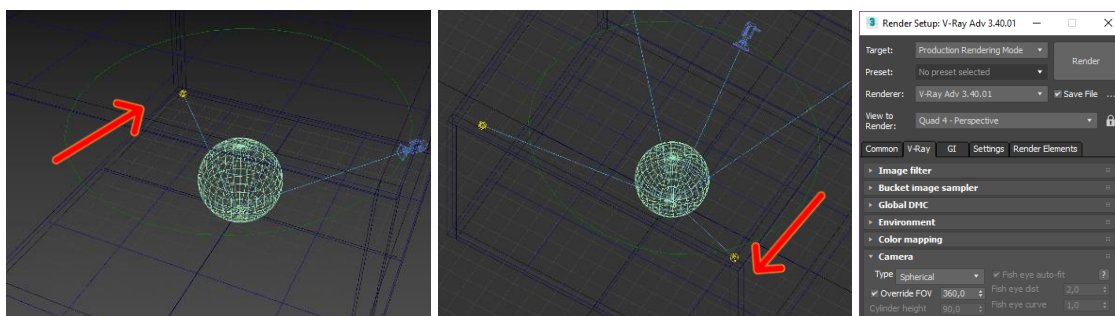 3 Render Setup: V-Ray Adv 3.40.01
Target: Production Rendering Mode
Render
Preset: No preset selected
Renderer: V-Ray Adv 3.40.01 Save File ...
View to Render: Quad 4 - Perspective
Common V-Ray GI Settings Render Elements
Image filter
Bucket image sampler
Global DMC
Environment
Color mapping
Camera
Type Spherical Fish eye auto-fit ?
Override FOV 360,0 Fish eye dist 2,0
Cylinder height 90,0 Fish eye curve 1,0